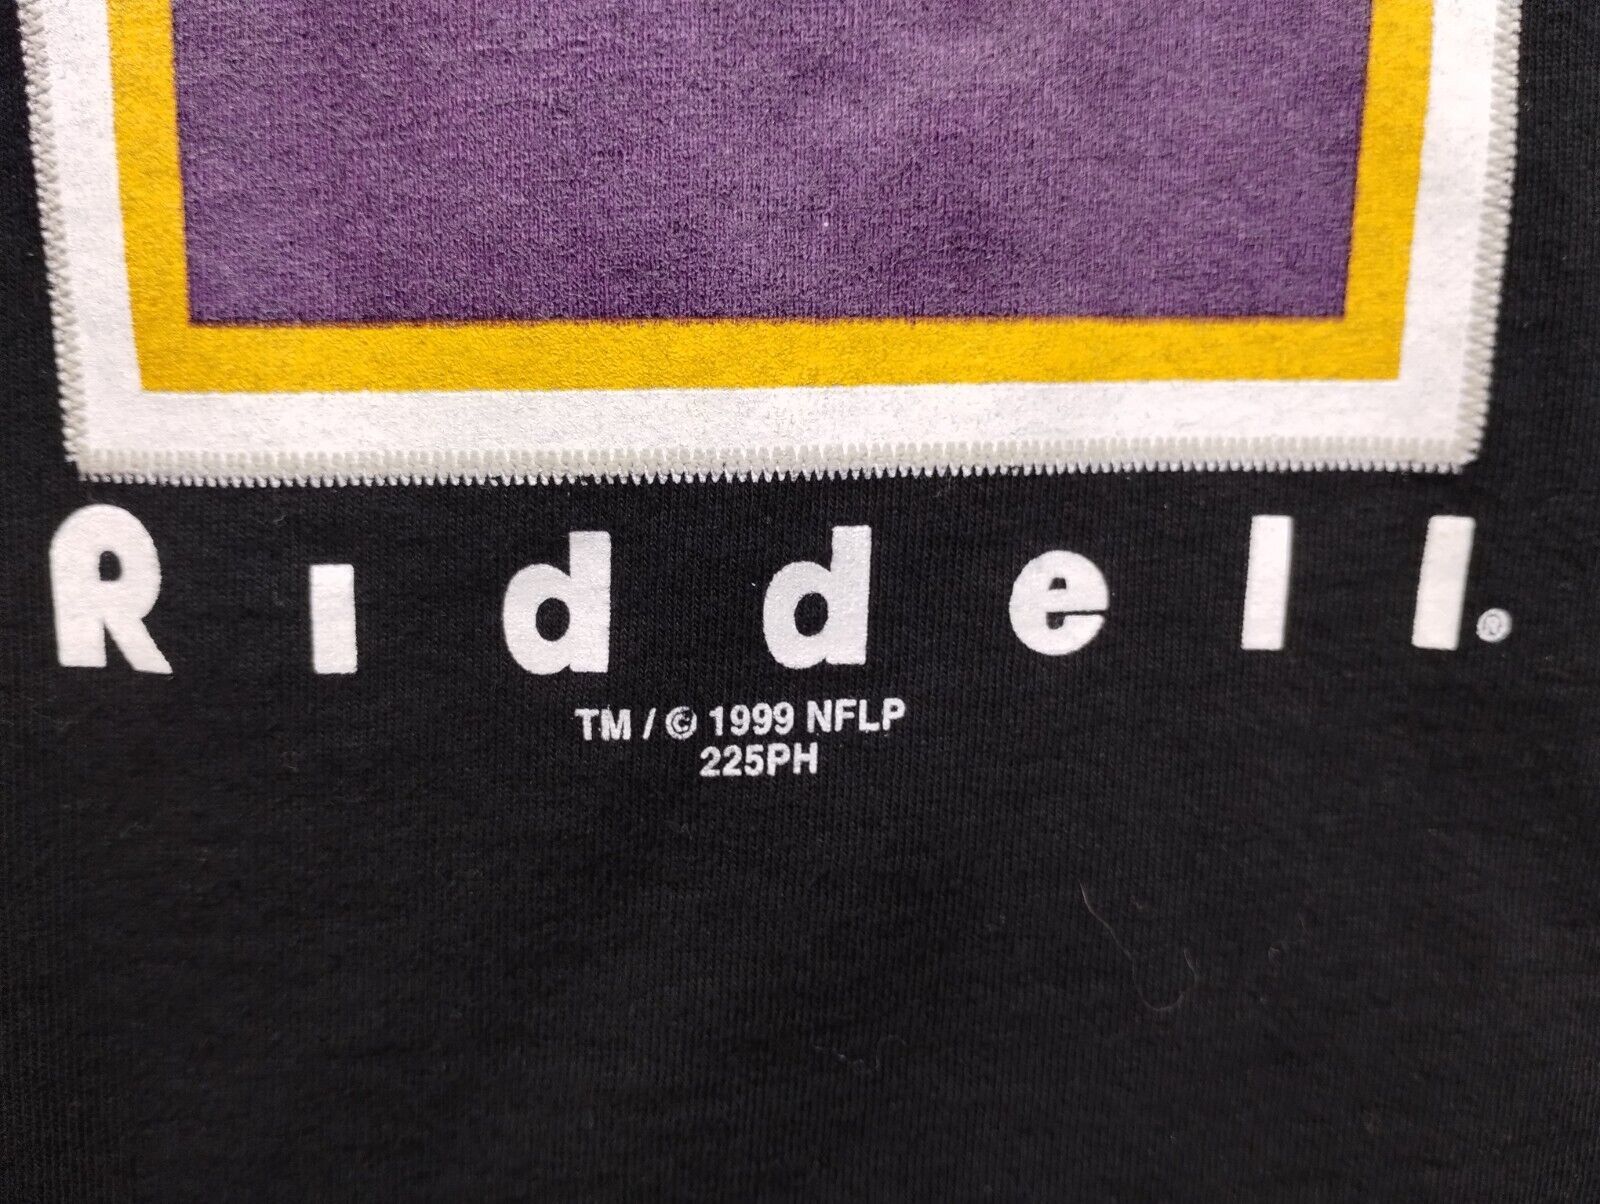 Riddell®
TM / © 1999 NFLP
225PH